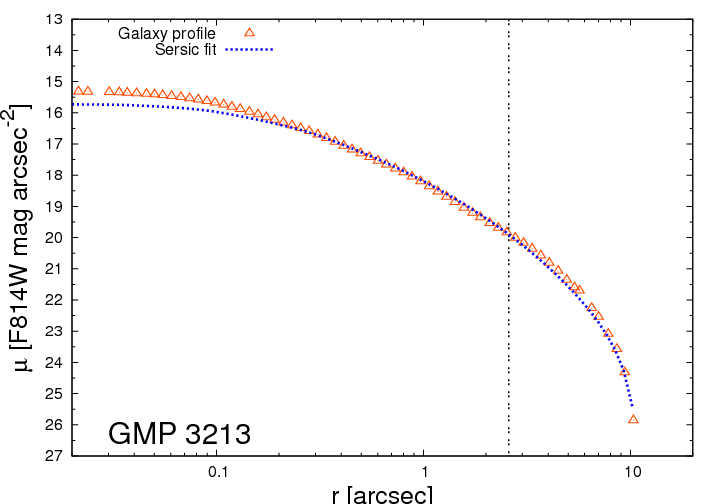 13
14
15
16
17
18
19
20
21
22
23
24
25
26
27
μ [F814W mag arcsec⁻²]
Galaxy profile
Sersic fit
GMP 3213
0.1 1 10
r [arcsec]